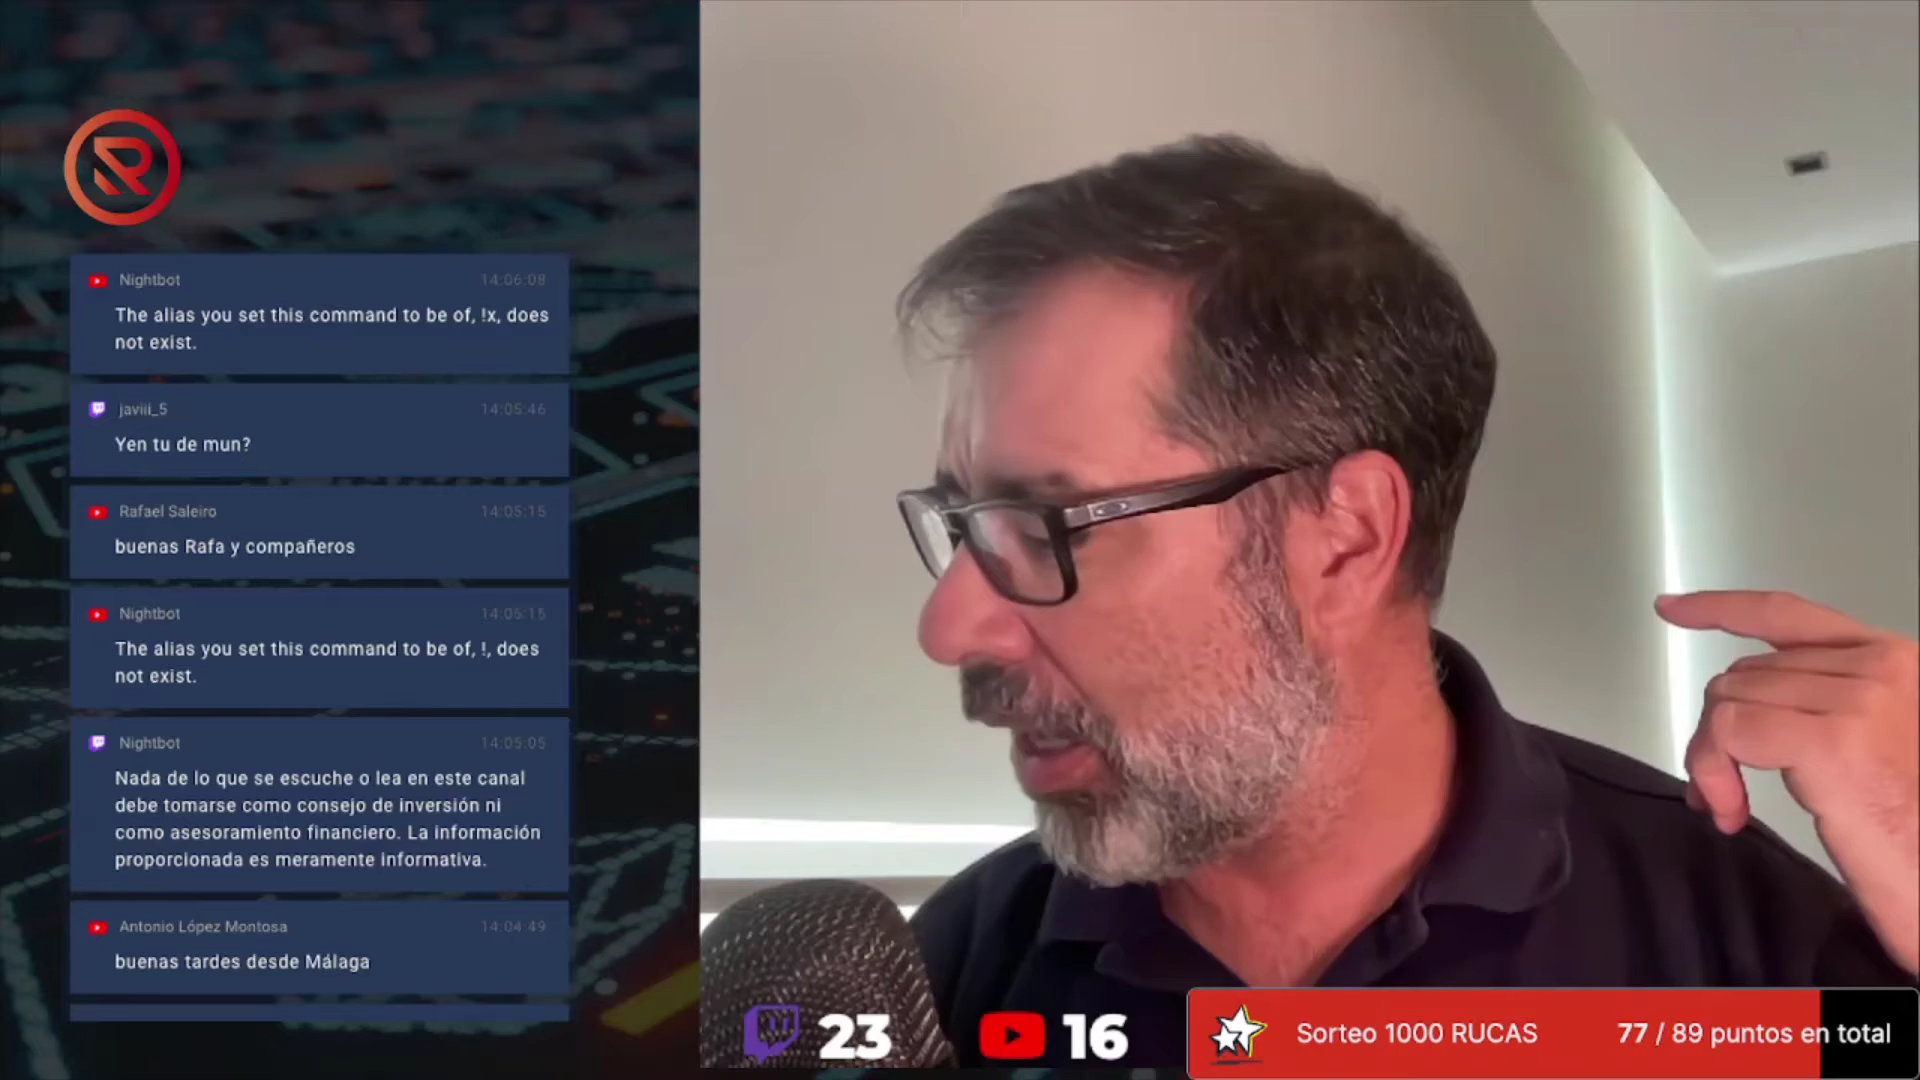 Nightbot 14:06:08
The alias you set this command to be of, !x, does
not exist.
javiii_5 14:05:46
Yen tu de mun?
Rafael Saleiro 14:05:15
buenas Rafa y compañeros
Nightbot 14:05:15
The alias you set this command to be of, !, does
not exist.
Nightbot 14:05:05
Nada de lo que se escuche o lea en este canal
debe tomarse como consejo de inversión ni
como asesoramiento financiero. La información
proporcionada es meramente informativa.
Antonio López Montosa 14:04:49
buenas tardes desde Málaga
23 16 Sorteo 1000 RUCAS 77 / 89 puntos en total